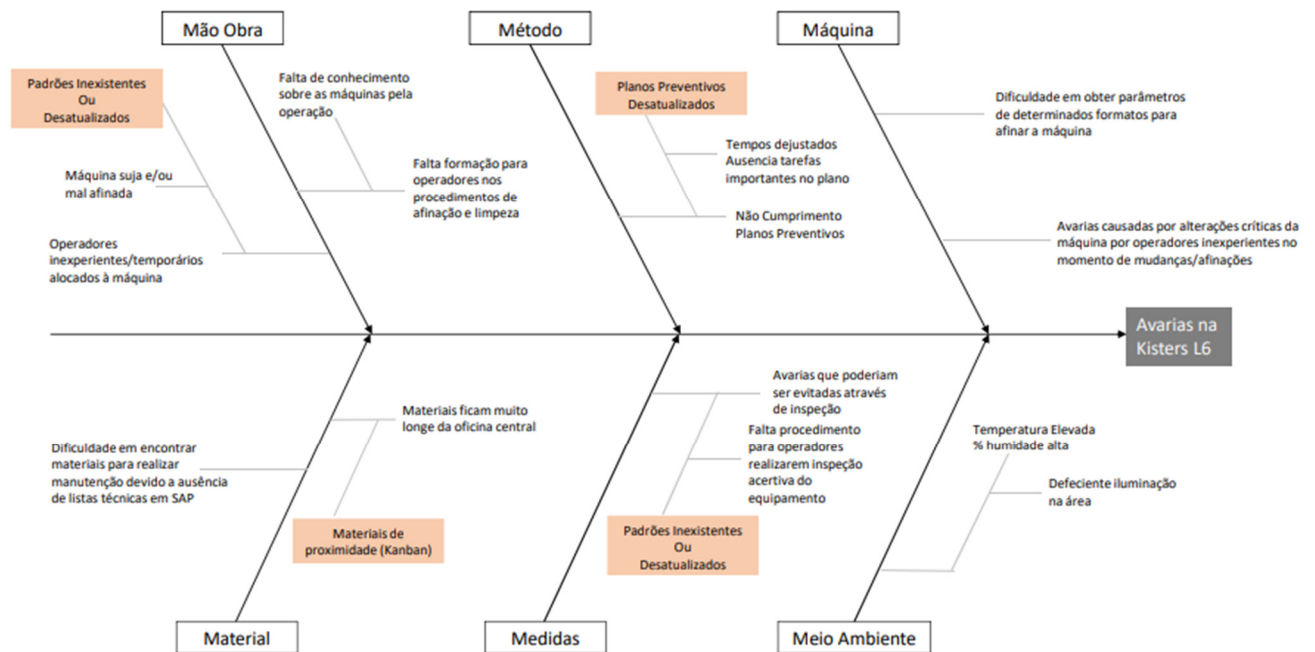 Mão Obra
Método
Máquina
Padrões Inexistentes
Ou
Desatualizados
Falta de conhecimento
sobre as máquinas pela
operação
Máquina suja e/ou
mal afinada
Falta formação para
operadores nos
procedimentos de
afinação e limpeza
Operadores
inexperientes/temporários
alocados à máquina
Planos Preventivos
Desatualizados
Tempos dejustados
Ausencia tarefas
importantes no plano
Não Cumprimento
Planos Preventivos
Dificuldade em obter parâmetros
de determinados formatos para
afinar a máquina
Avarias causadas por alterações críticas da
máquina por operadores inexperientes no
momento de mudanças/afinações
Avarias na
Kisters L6
Materiais ficam muito
longe da oficina central
Dificuldade em encontrar
materiais para realizar
manutenção devido a ausência
de listas técnicas em SAP
Materiais de
proximidade (Kanban)
Avarias que poderiam
ser evitadas através
de inspeção
Falta procedimento
para operadores
realizarem inspeção
acertiva do
equipamento
Padrões Inexistentes
Ou
Desatualizados
Temperatura Elevada
% humidade alta
Defeciente iluminação
na área
Material
Medidas
Meio Ambiente